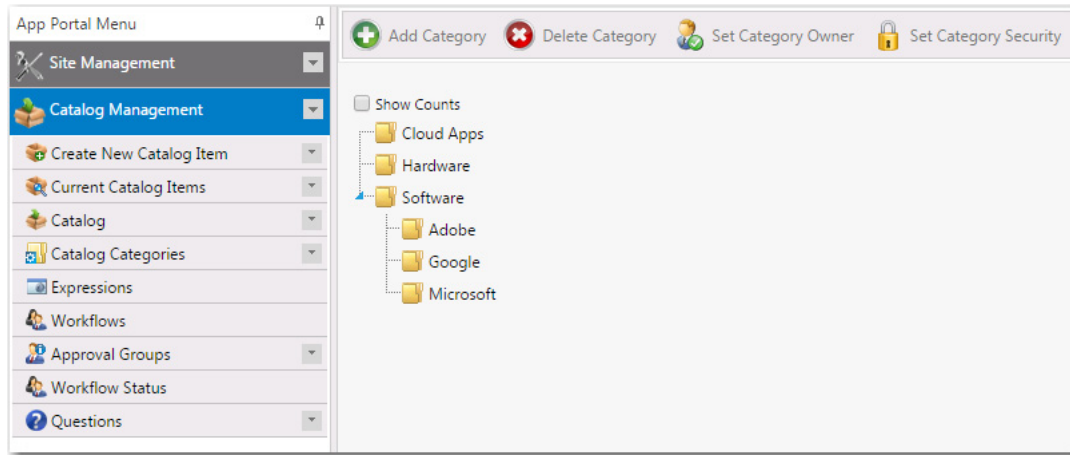 App Portal Menu
Site Management
Catalog Management
Create New Catalog Item
Current Catalog Items
Catalog
Catalog Categories
Expressions
Workflows
Approval Groups
Workflow Status
Questions
Add Category Delete Category Set Category Owner Set Category Security
Show Counts
Cloud Apps
Hardware
Software
Adobe
Google
Microsoft